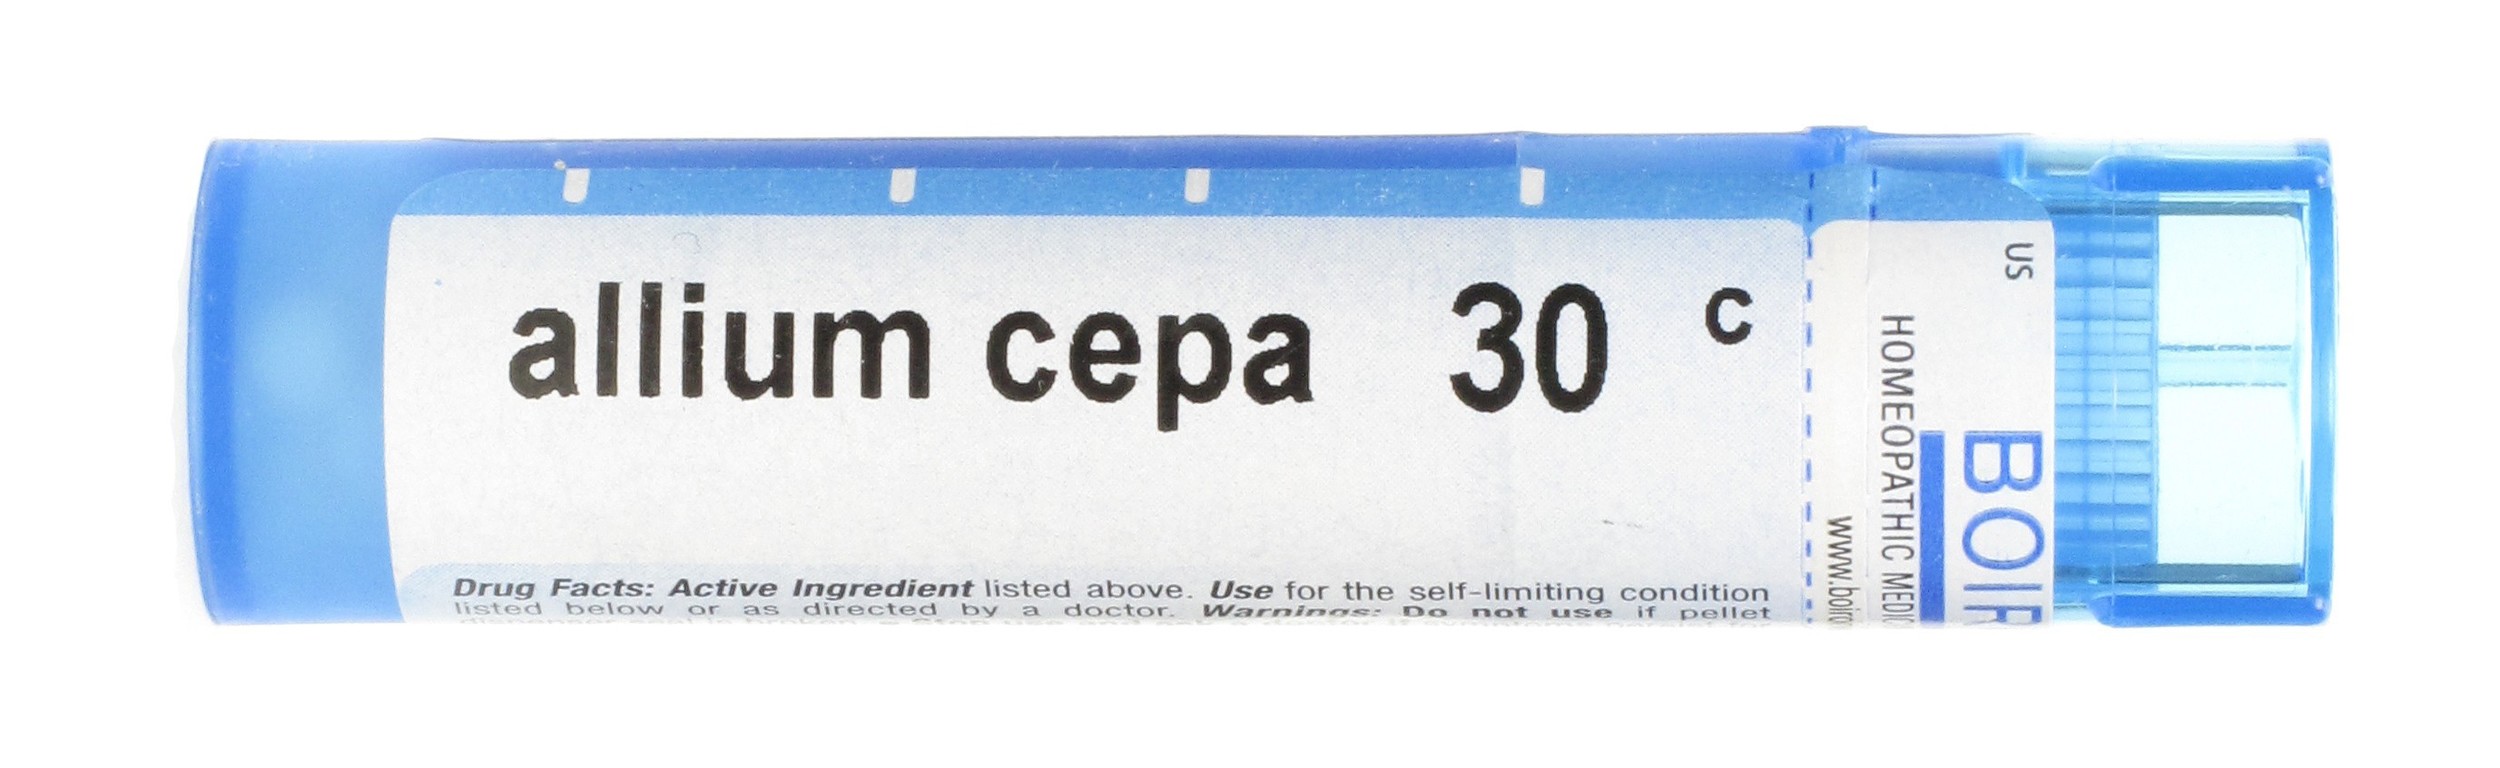 allium cepa 30 c
Drug Facts: Active Ingredient listed above. Use for the self-limiting condition
listed below or as directed by a doctor. Warnings: Do not use if pellet
US
BOIR
HOMEOPATHIC MEDIC
www.boiro